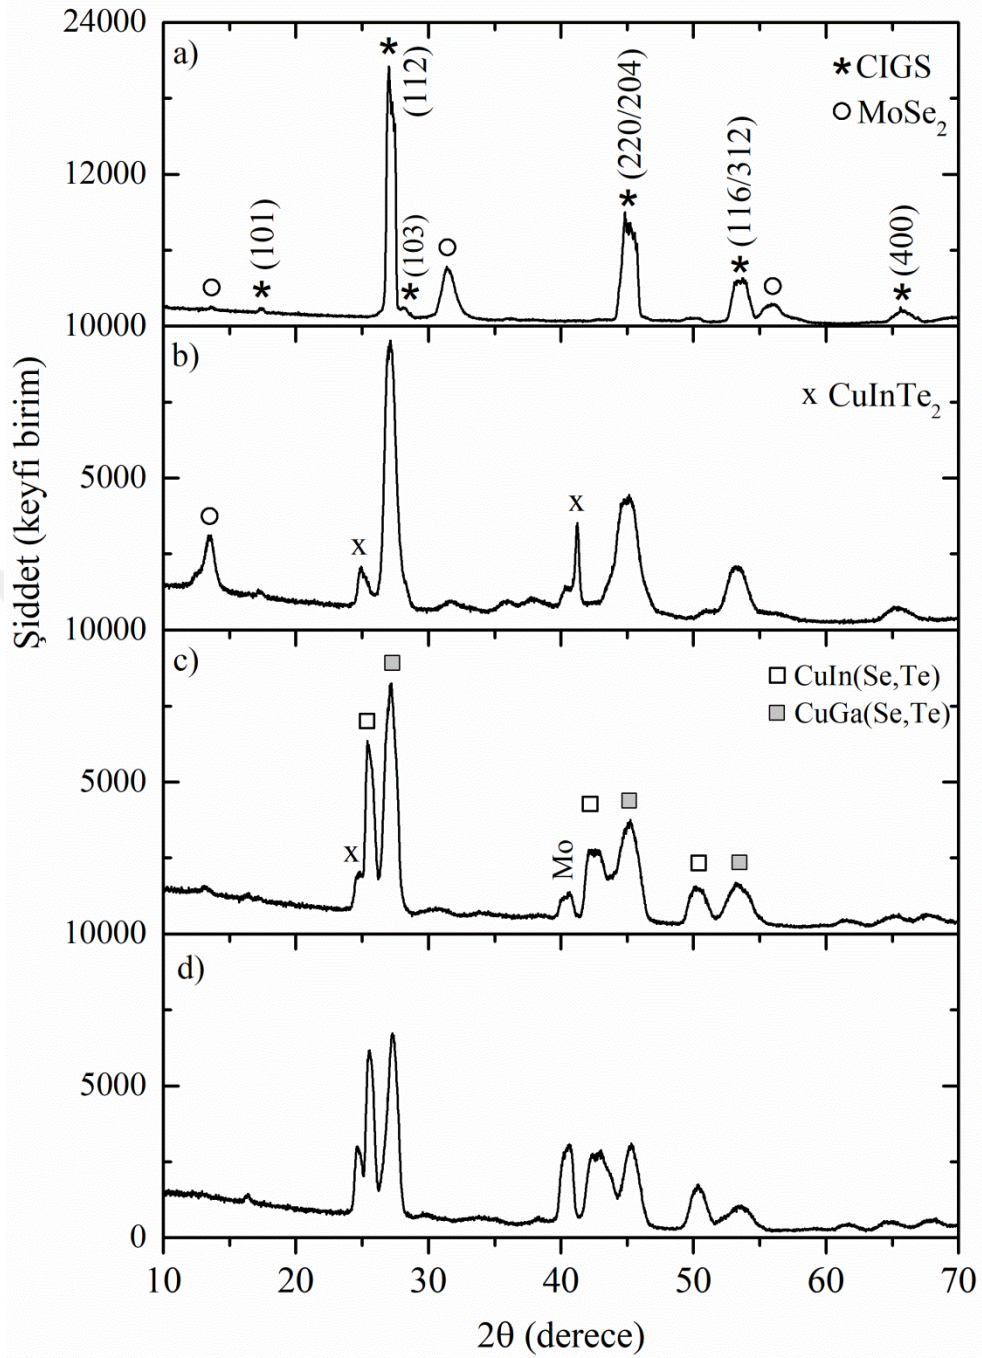 24000
a)
* (112)
* CIGS
○ MoSe₂
12000
* (220/204)
* (116/312)
○
* (101)
* (103)
○
○
* (400)
10000
b)
x CuInTe₂
5000
○
x
x
10000
c)
□ CuIn(Se,Te)
■ CuGa(Se,Te)
5000
x
□
■
Mo
□
■
□
■
10000
d)
5000
0
10 20 30 40 50 60 70
2θ (derece)
Şiddet (keyfi birim)